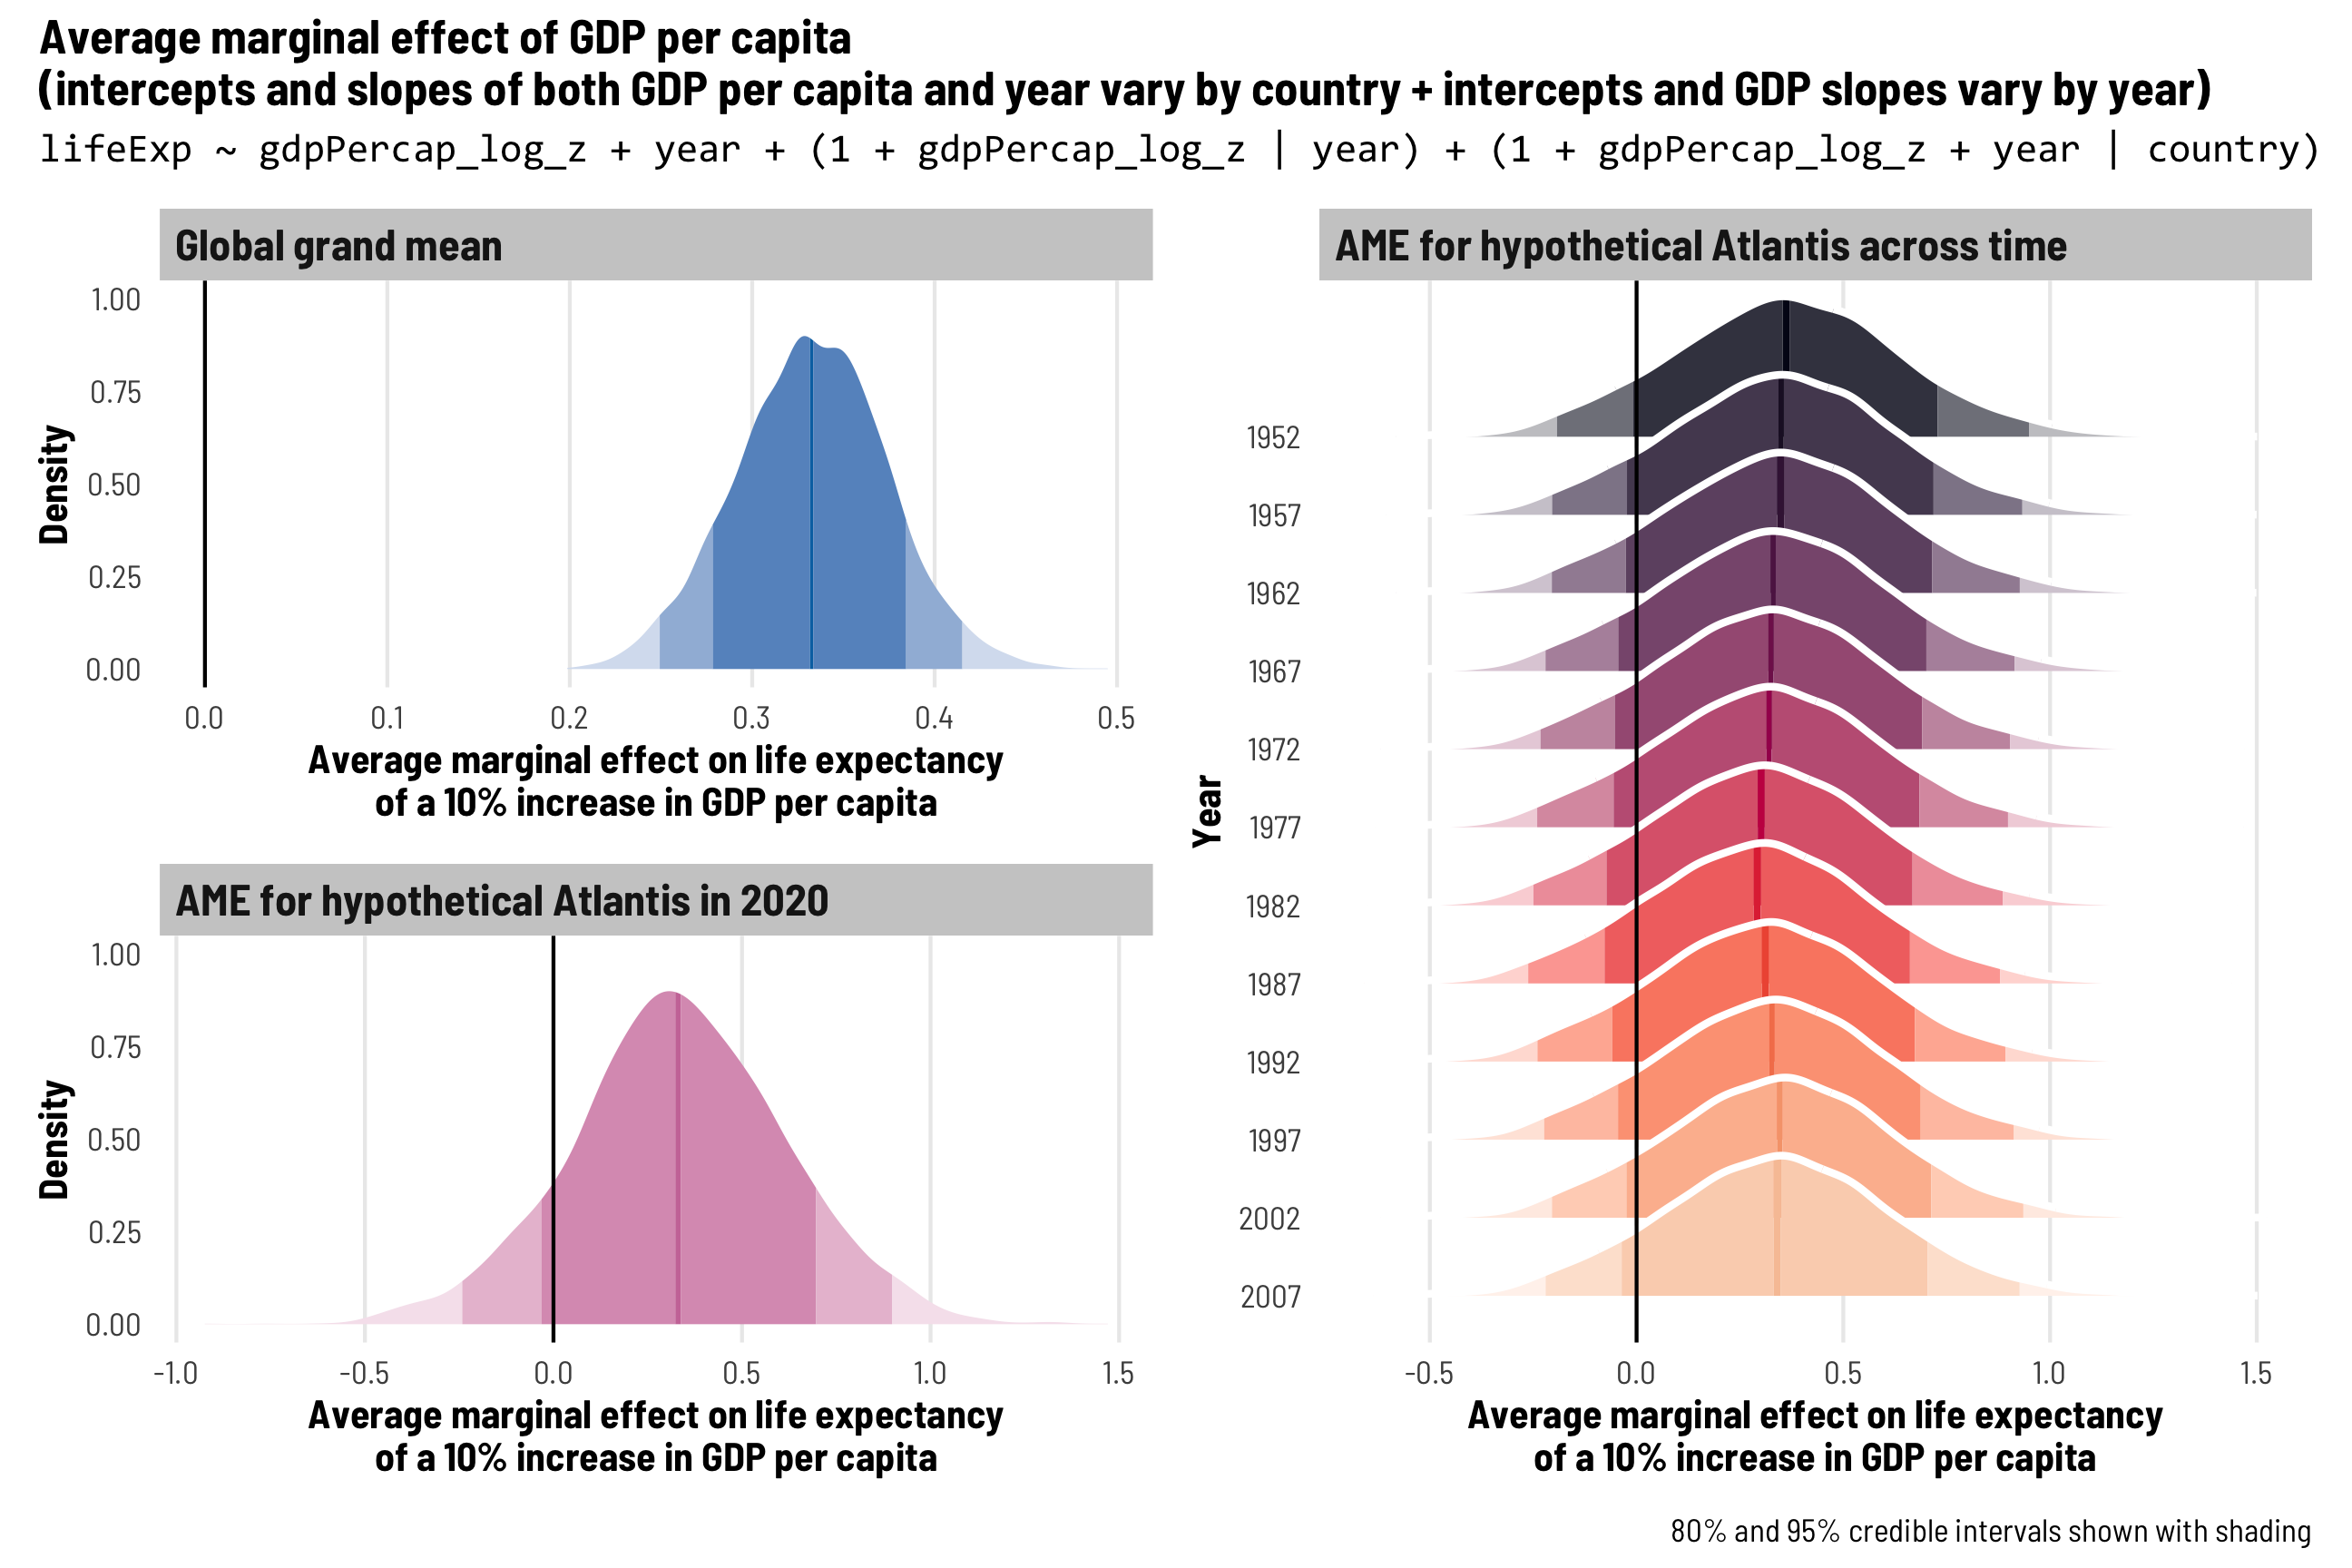 Average marginal effect of GDP per capita
(intercepts and slopes of both GDP per capita and year vary by country + intercepts and GDP slopes vary by year)
lifeExp ~ gdpPercap_log_z + year + (1 + gdpPercap_log_z | year) + (1 + gdpPercap_log_z + year | country)
Global grand mean
1.00
0.75
0.50
0.25
0.00
Density
0.0 0.1 0.2 0.3 0.4 0.5
Average marginal effect on life expectancy
of a 10% increase in GDP per capita
AME for hypothetical Atlantis in 2020
1.00
0.75
0.50
0.25
0.00
Density
-1.0 -0.5 0.0 0.5 1.0 1.5
Average marginal effect on life expectancy
of a 10% increase in GDP per capita
AME for hypothetical Atlantis across time
1952
1957
1962
1967
1972
1977
1982
1987
1992
1997
2002
2007
Year
-0.5 0.0 0.5 1.0 1.5
Average marginal effect on life expectancy
of a 10% increase in GDP per capita
80% and 95% credible intervals shown with shading